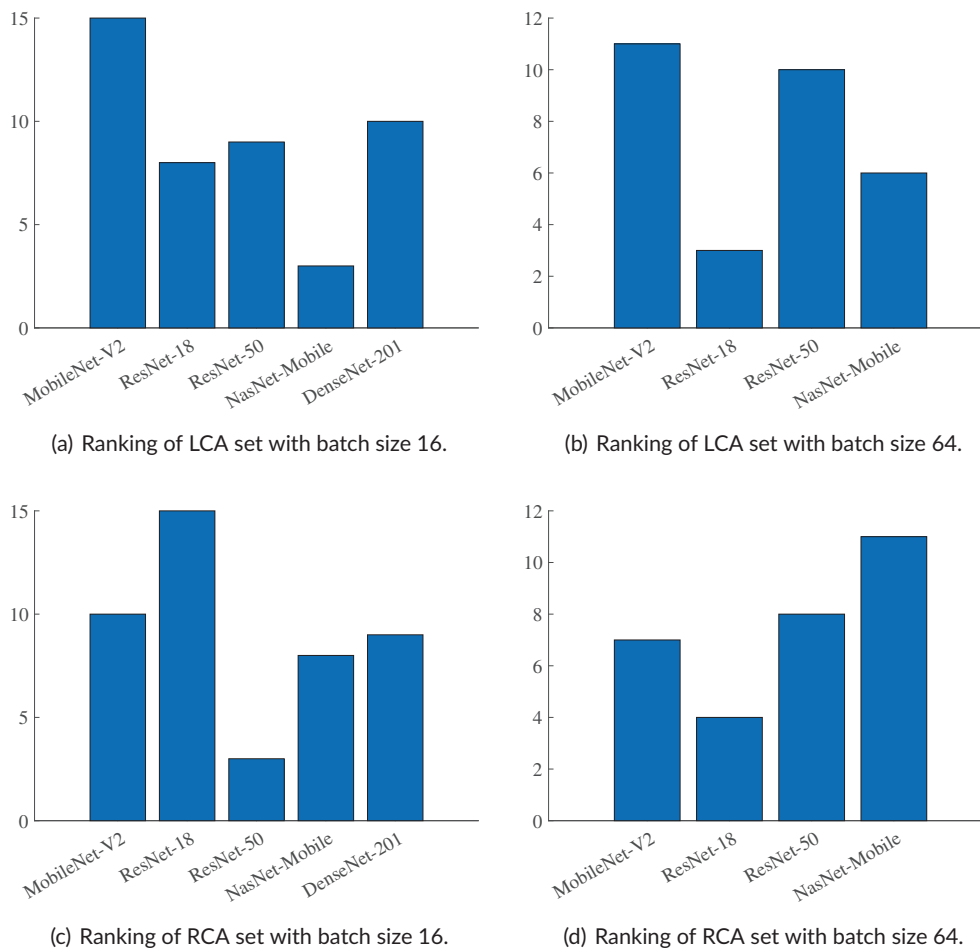 15
10
5
0
MobileNet-V2
ResNet-18
ResNet-50
NasNet-Mobile
DenseNet-201
(a) Ranking of LCA set with batch size 16.
12
10
8
6
4
2
0
MobileNet-V2
ResNet-18
ResNet-50
NasNet-Mobile
(b) Ranking of LCA set with batch size 64.
15
10
5
0
MobileNet-V2
ResNet-18
ResNet-50
NasNet-Mobile
DenseNet-201
(c) Ranking of RCA set with batch size 16.
12
10
8
6
4
2
0
MobileNet-V2
ResNet-18
ResNet-50
NasNet-Mobile
(d) Ranking of RCA set with batch size 64.